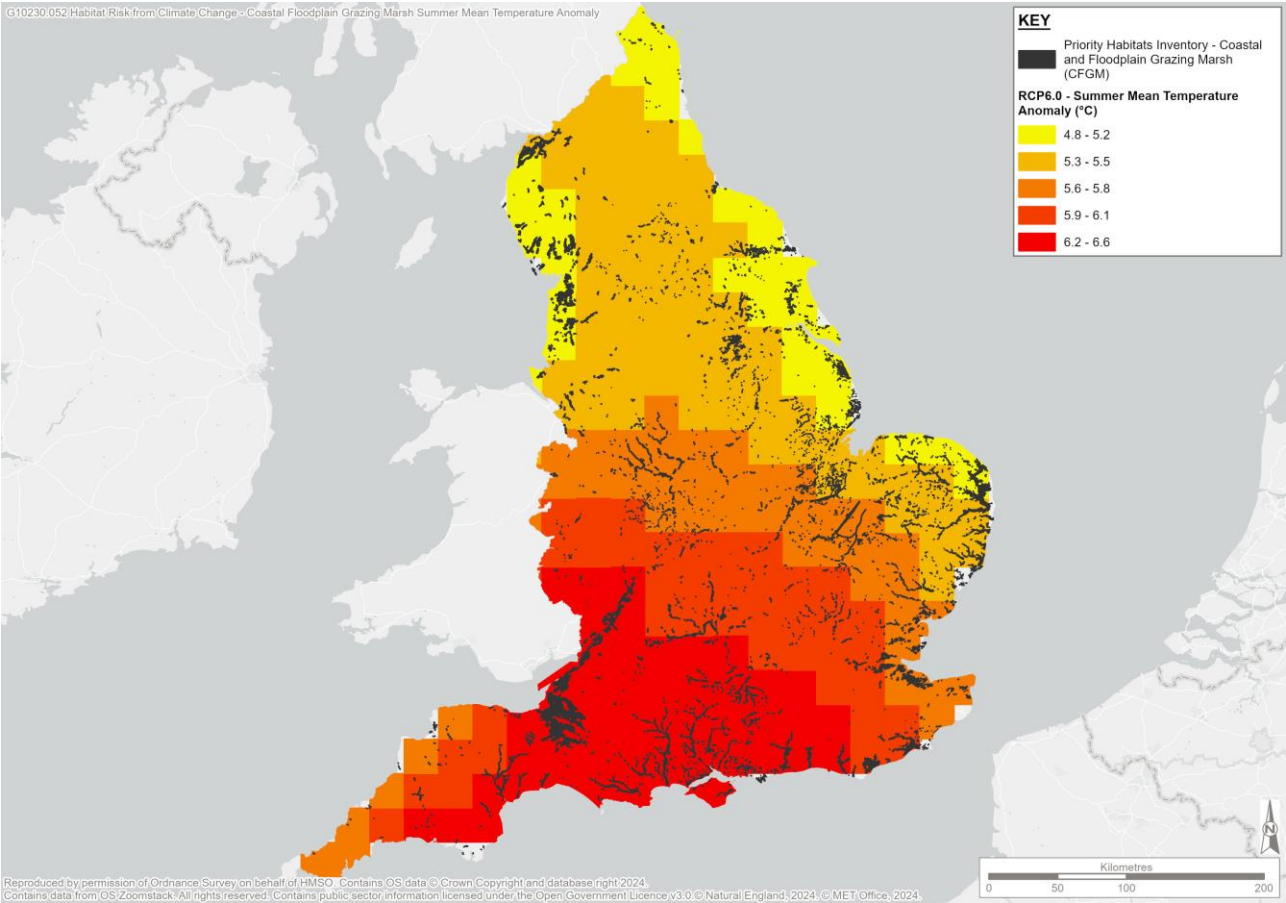 G10230.052 Habitat Risk from Climate Change - Coastal Floodplain Grazing Marsh Summer Mean Temperature Anomaly
KEY
Priority Habitats Inventory - Coastal
and Floodplain Grazing Marsh
(CFGM)
RCP6.0 - Summer Mean Temperature
Anomaly (°C)
4.8 - 5.2
5.3 - 5.5
5.6 - 5.8
5.9 - 6.1
6.2 - 6.6
N
Kilometres
0 50 100 200
Reproduced by permission of Ordnance Survey on behalf of HMSO. Contains OS data © Crown Copyright and database right 2024.
Contains data from OS Zoomstack. All rights reserved. Contains public sector information licensed under the Open Government Licence v3.0.© Natural England, 2024. © MET Office, 2024.